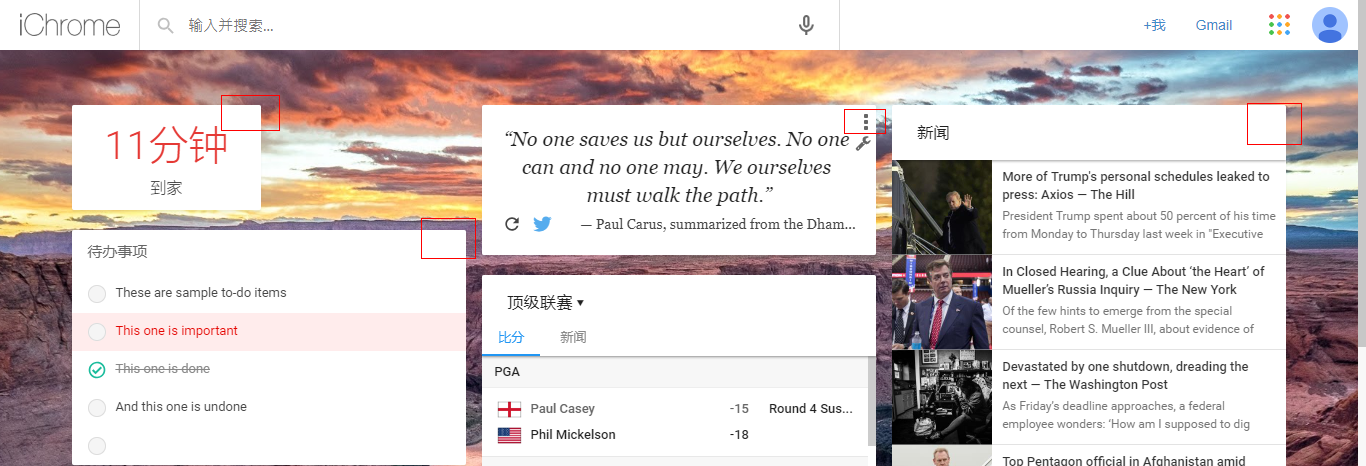 iChrome
输入并搜索...
+我
Gmail
11分钟
到家
待办事项
These are sample to-do items
This one is important
This one is done
And this one is undone
“No one saves us but ourselves. No one
can and no one may. We ourselves
must walk the path.”
— Paul Carus, summarized from the Dham...
顶级联赛
比分
新闻
PGA
Paul Casey -15 Round 4 Sus...
Phil Mickelson -18
新闻
More of Trump's personal schedules leaked to
press: Axios — The Hill
President Trump spent about 50 percent of his time
from Monday to Thursday last week in "Executive
In Closed Hearing, a Clue About ‘the Heart’ of
Mueller’s Russia Inquiry — The New York
Of the few hints to emerge from the special
counsel, Robert S. Mueller III, about evidence of
Devastated by one shutdown, dreading the
next — The Washington Post
As Friday’s deadline approaches, a federal
employee wonders: ‘How am I supposed to dig
Top Pentagon official in Afghanistan amid